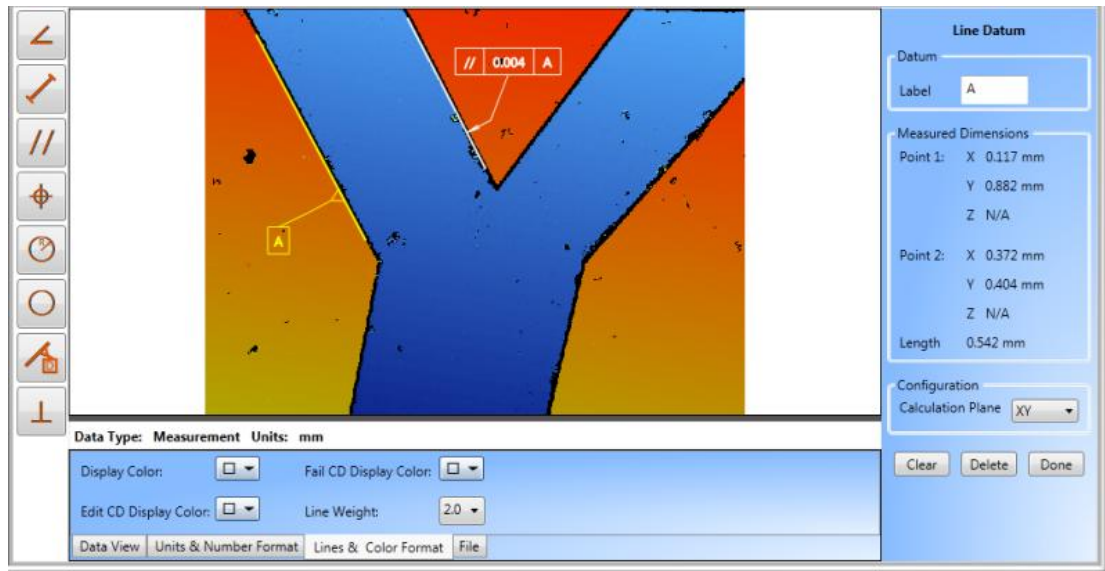 // 0.004 A
A
Data Type: Measurement Units: mm
Display Color:
Fail CD Display Color:
Edit CD Display Color:
Line Weight: 2.0
Data View Units & Number Format Lines & Color Format File
Line Datum
Datum
Label A
Measured Dimensions
Point 1: X 0.117 mm
Y 0.882 mm
Z N/A
Point 2: X 0.372 mm
Y 0.404 mm
Z N/A
Length 0.542 mm
Configuration
Calculation Plane XY
Clear Delete Done